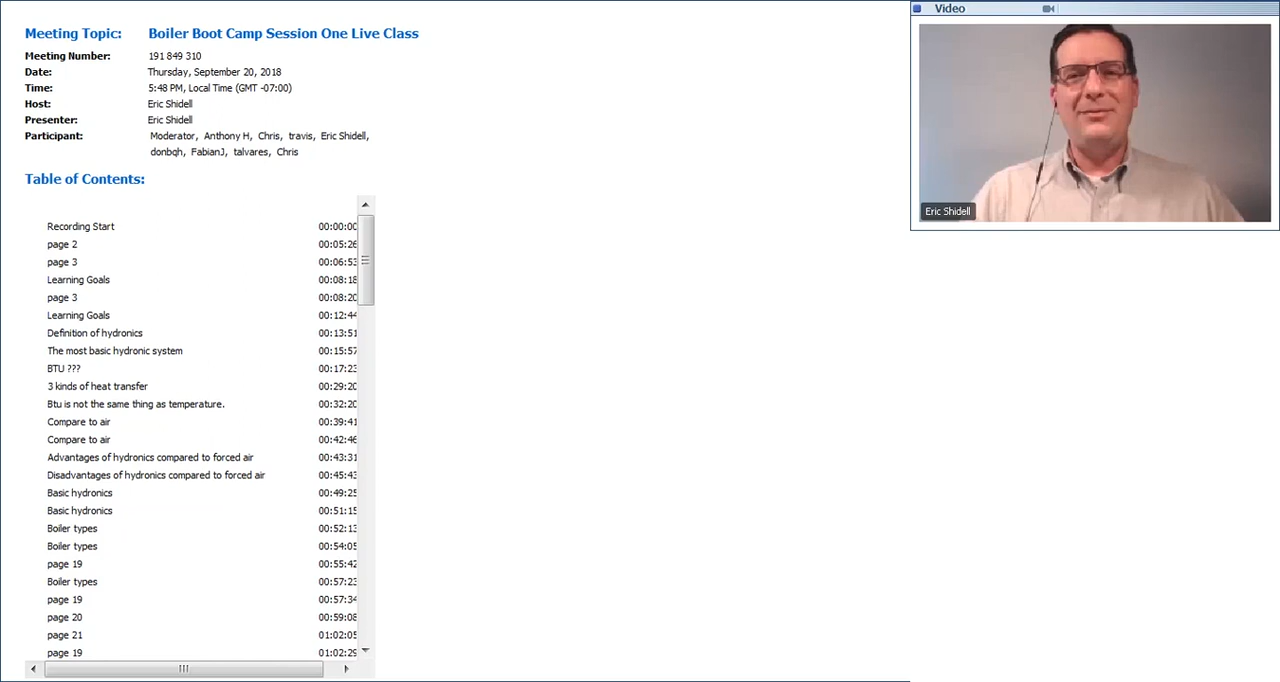 Meeting Topic: Boiler Boot Camp Session One Live Class
Meeting Number: 191 849 310
Date: Thursday, September 20, 2018
Time: 5:48 PM, Local Time (GMT -07:00)
Host: Eric Shidell
Presenter: Eric Shidell
Participant: Moderator, Anthony H, Chris, travis, Eric Shidell,
donbqh, FabianJ, talvares, Chris
Table of Contents:
Recording Start 00:00:00
page 2 00:05:26
page 3 00:06:53
Learning Goals 00:08:18
page 3 00:08:20
Learning Goals 00:12:44
Definition of hydronics 00:13:51
The most basic hydronic system 00:15:57
BTU ??? 00:17:23
3 kinds of heat transfer 00:29:20
Btu is not the same thing as temperature. 00:32:20
Compare to air 00:39:41
Compare to air 00:42:46
Advantages of hydronics compared to forced air 00:43:31
Disadvantages of hydronics compared to forced air 00:45:43
Basic hydronics 00:49:25
Basic hydronics 00:51:15
Boiler types 00:52:13
Boiler types 00:54:05
page 19 00:55:42
Boiler types 00:57:23
page 19 00:57:34
page 20 00:59:08
page 21 01:02:05
page 19 01:02:29
Video
Eric Shidell